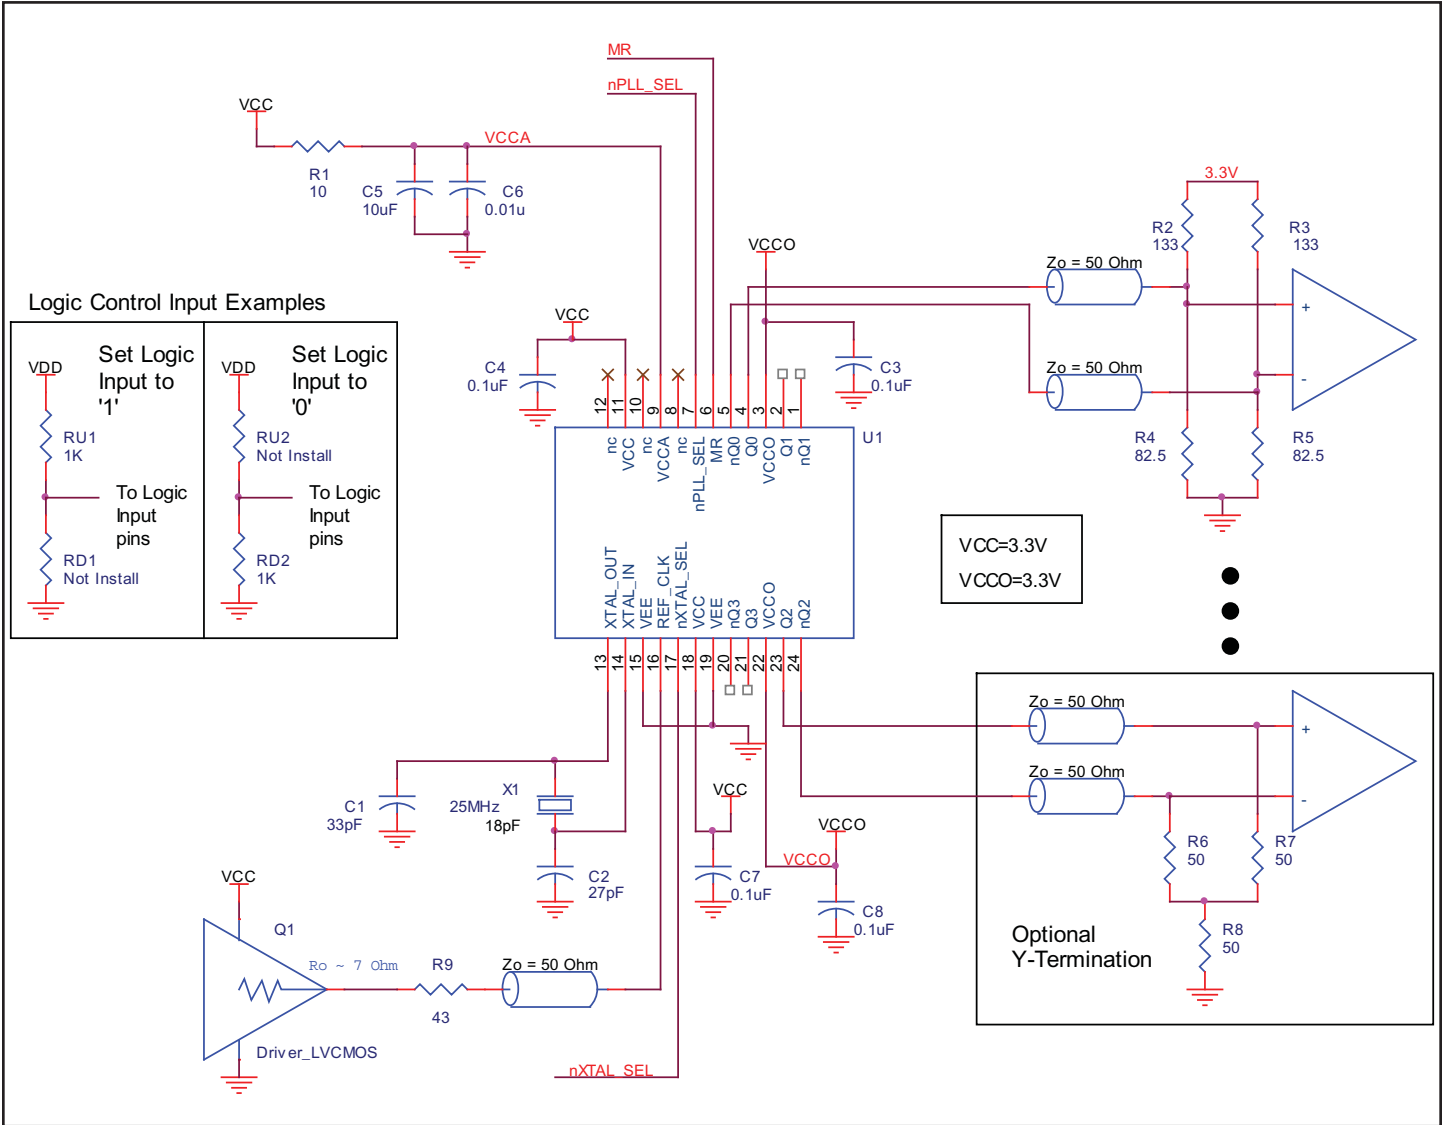 MR
nPLL_SEL
VCC
VCCA
R1
10
C5
10uF
C6
0.01u
3.3V
R2
133
R3
133
VCCO
Zo = 50 Ohm
+
-
Zo = 50 Ohm
R4
82.5
R5
82.5
Logic Control Input Examples
VDD
Set Logic
Input to
'1'
RU1
1K
To Logic
Input
pins
RD1
Not Install
VDD
Set Logic
Input to
'0'
RU2
Not Install
To Logic
Input
pins
RD2
1K
VCC
C4
0.1uF
C3
0.1uF
12
11
10
9
8
7
6
5
4
3
2
1
U1
nc
VCC
nc
VCCA
nc
nPLL_SEL
MR
nQ0
Q0
VCCO
Q1
nQ1
XTAL_OUT
XTAL_IN
VEE
REF_CLK
nXTAL_SEL
VCC
VEE
nQ3
Q3
VCCO
Q2
nQ2
13
14
15
16
17
18
19
20
21
22
23
24
VCC=3.3V
VCCO=3.3V
C1
33pF
X1
25MHz
18pF
C2
27pF
VCC
C7
0.1uF
VCCO
VCCO
C8
0.1uF
Zo = 50 Ohm
+
Zo = 50 Ohm
-
R6
50
R7
50
R8
50
Optional
Y-Termination
VCC
Q1
Ro ~ 7 Ohm
R9
43
Zo = 50 Ohm
Driver_LVCMOS
nXTAL_SEL